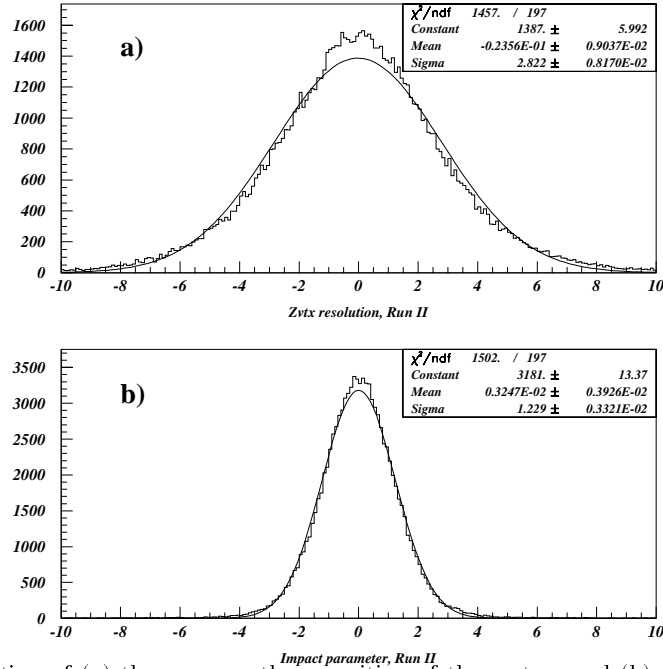 1600
1400
1200
1000
800
600
400
200
0
a)
χ²/ndf 1457. / 197
Constant 1387. ± 5.992
Mean -0.2356E-01 ± 0.9037E-02
Sigma 2.822 ± 0.8170E-02
-10 -8 -6 -4 -2 0 2 4 6 8 10
Zvtx resolution, Run II
3500
3000
2500
2000
1500
1000
500
0
b)
χ²/ndf 1502. / 197
Constant 3181. ± 13.37
Mean 0.3247E-02 ± 0.3926E-02
Sigma 1.229 ± 0.3321E-02
-10 -8 -6 -4 -2 0 2 4 6 8 10
Impact parameter, Run II